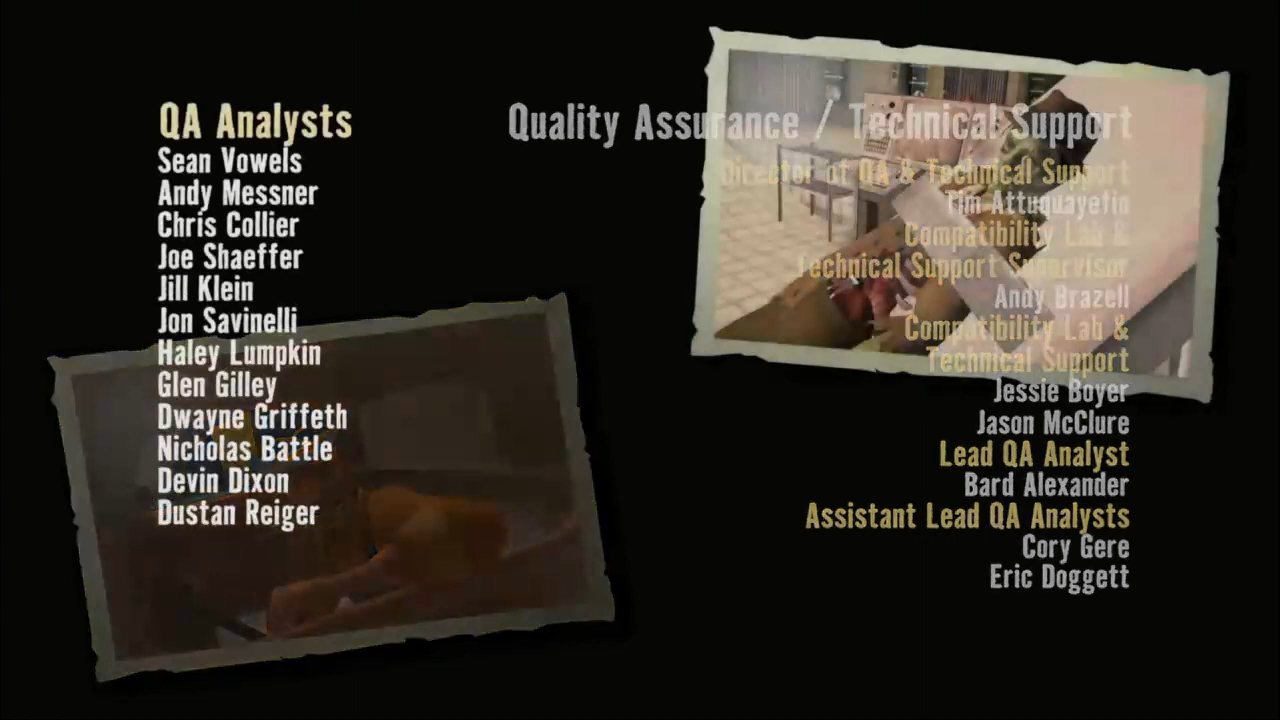 QA Analysts
Sean Vowels
Andy Messner
Chris Collier
Joe Shaeffer
Jill Klein
Jon Savinelli
Haley Lumpkin
Glen Gilley
Dwayne Griffeth
Nicholas Battle
Devin Dixon
Dustan Reiger
Quality Assurance / Technical Support
Director of QA & Technical Support
Tim Attuquayefio
Compatibility Lab &
Technical Support Supervisor
Andy Brazell
Compatibility Lab &
Technical Support
Jessie Boyer
Jason McClure
Lead QA Analyst
Bard Alexander
Assistant Lead QA Analysts
Cory Gere
Eric Doggett